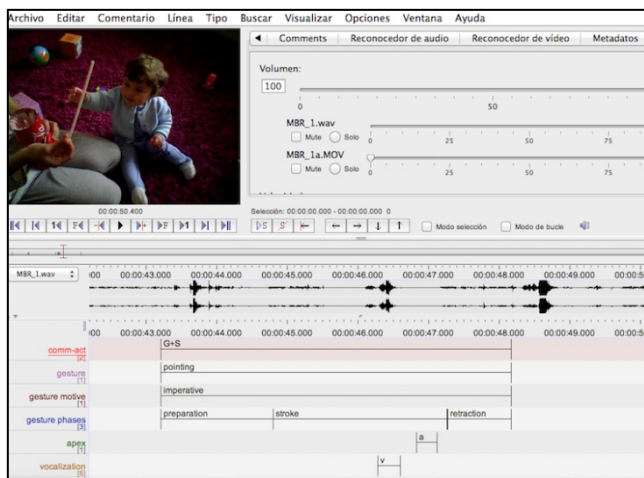 Archivo Editar Comentario Línea Tipo Buscar Visualizar Opciones Ventana Ayuda
Comments Reconocedor de audio Reconocedor de vídeo Metadatos
Volumen:
100
0 50
MBR_1.wav
Mute Solo 0 25 50 75
MBR_1a.MOV
Mute Solo 0 25 50 75
00:00:50.400 Selección: 00:00:00.000 - 00:00:00.000 0
Modo selección Modo de bucle
MBR_1.wav
00:00:43.000 00:00:44.000 00:00:45.000 00:00:46.000 00:00:47.000 00:00:48.000 00:00:49.000
00:00:43.000 00:00:44.000 00:00:45.000 00:00:46.000 00:00:47.000 00:00:48.000 00:00:49.000
comm-act G+S
[2]
gesture pointing
[1]
gesture motive imperative
[1]
gesture phases preparation stroke retraction
[3]
apex a
[1]
vocalization v
[5]